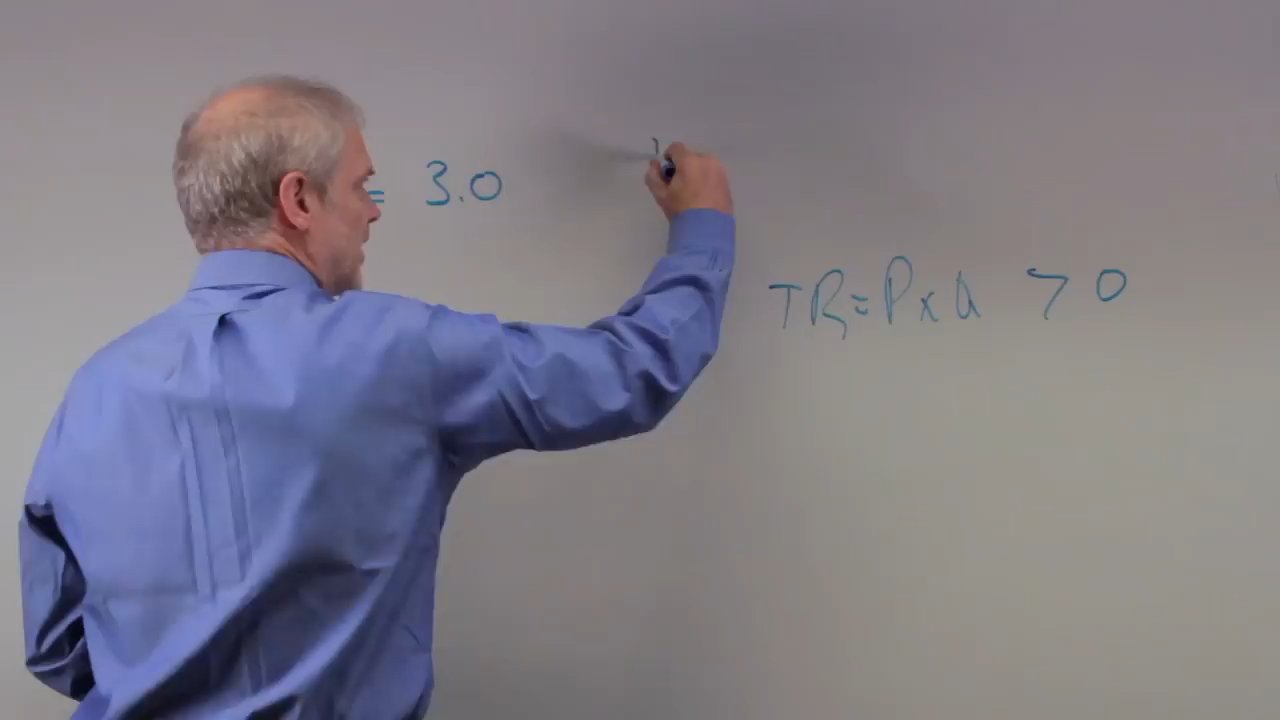 = 3.0
TR = P x Q > 0